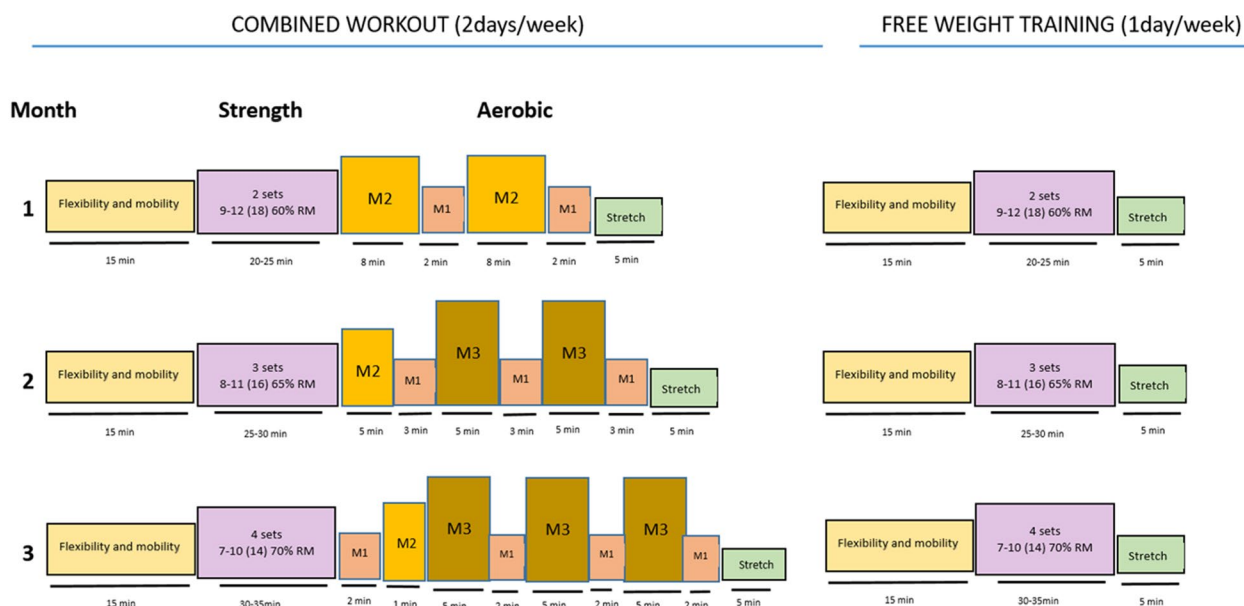 COMBINED WORKOUT (2days/week)
FREE WEIGHT TRAINING (1day/week)
Month
Strength
Aerobic
1
Flexibility and mobility
2 sets
9-12 (18) 60% RM
M2
M1
M2
M1
Stretch
Flexibility and mobility
2 sets
9-12 (18) 60% RM
Stretch
15 min
20-25 min
8 min
2 min
8 min
2 min
5 min
15 min
20-25 min
5 min
2
Flexibility and mobility
3 sets
8-11 (16) 65% RM
M2
M1
M3
M1
M3
M1
Stretch
Flexibility and mobility
3 sets
8-11 (16) 65% RM
Stretch
15 min
25-30 min
5 min
3 min
5 min
3 min
5 min
3 min
5 min
15 min
25-30 min
5 min
3
Flexibility and mobility
4 sets
7-10 (14) 70% RM
M1
M2
M3
M1
M3
M1
M3
M1
Stretch
Flexibility and mobility
4 sets
7-10 (14) 70% RM
Stretch
15 min
30-35min
2 min
1 min
5 min
2 min
5 min
2 min
5 min
2 min
5 min
15 min
30-35min
5 min